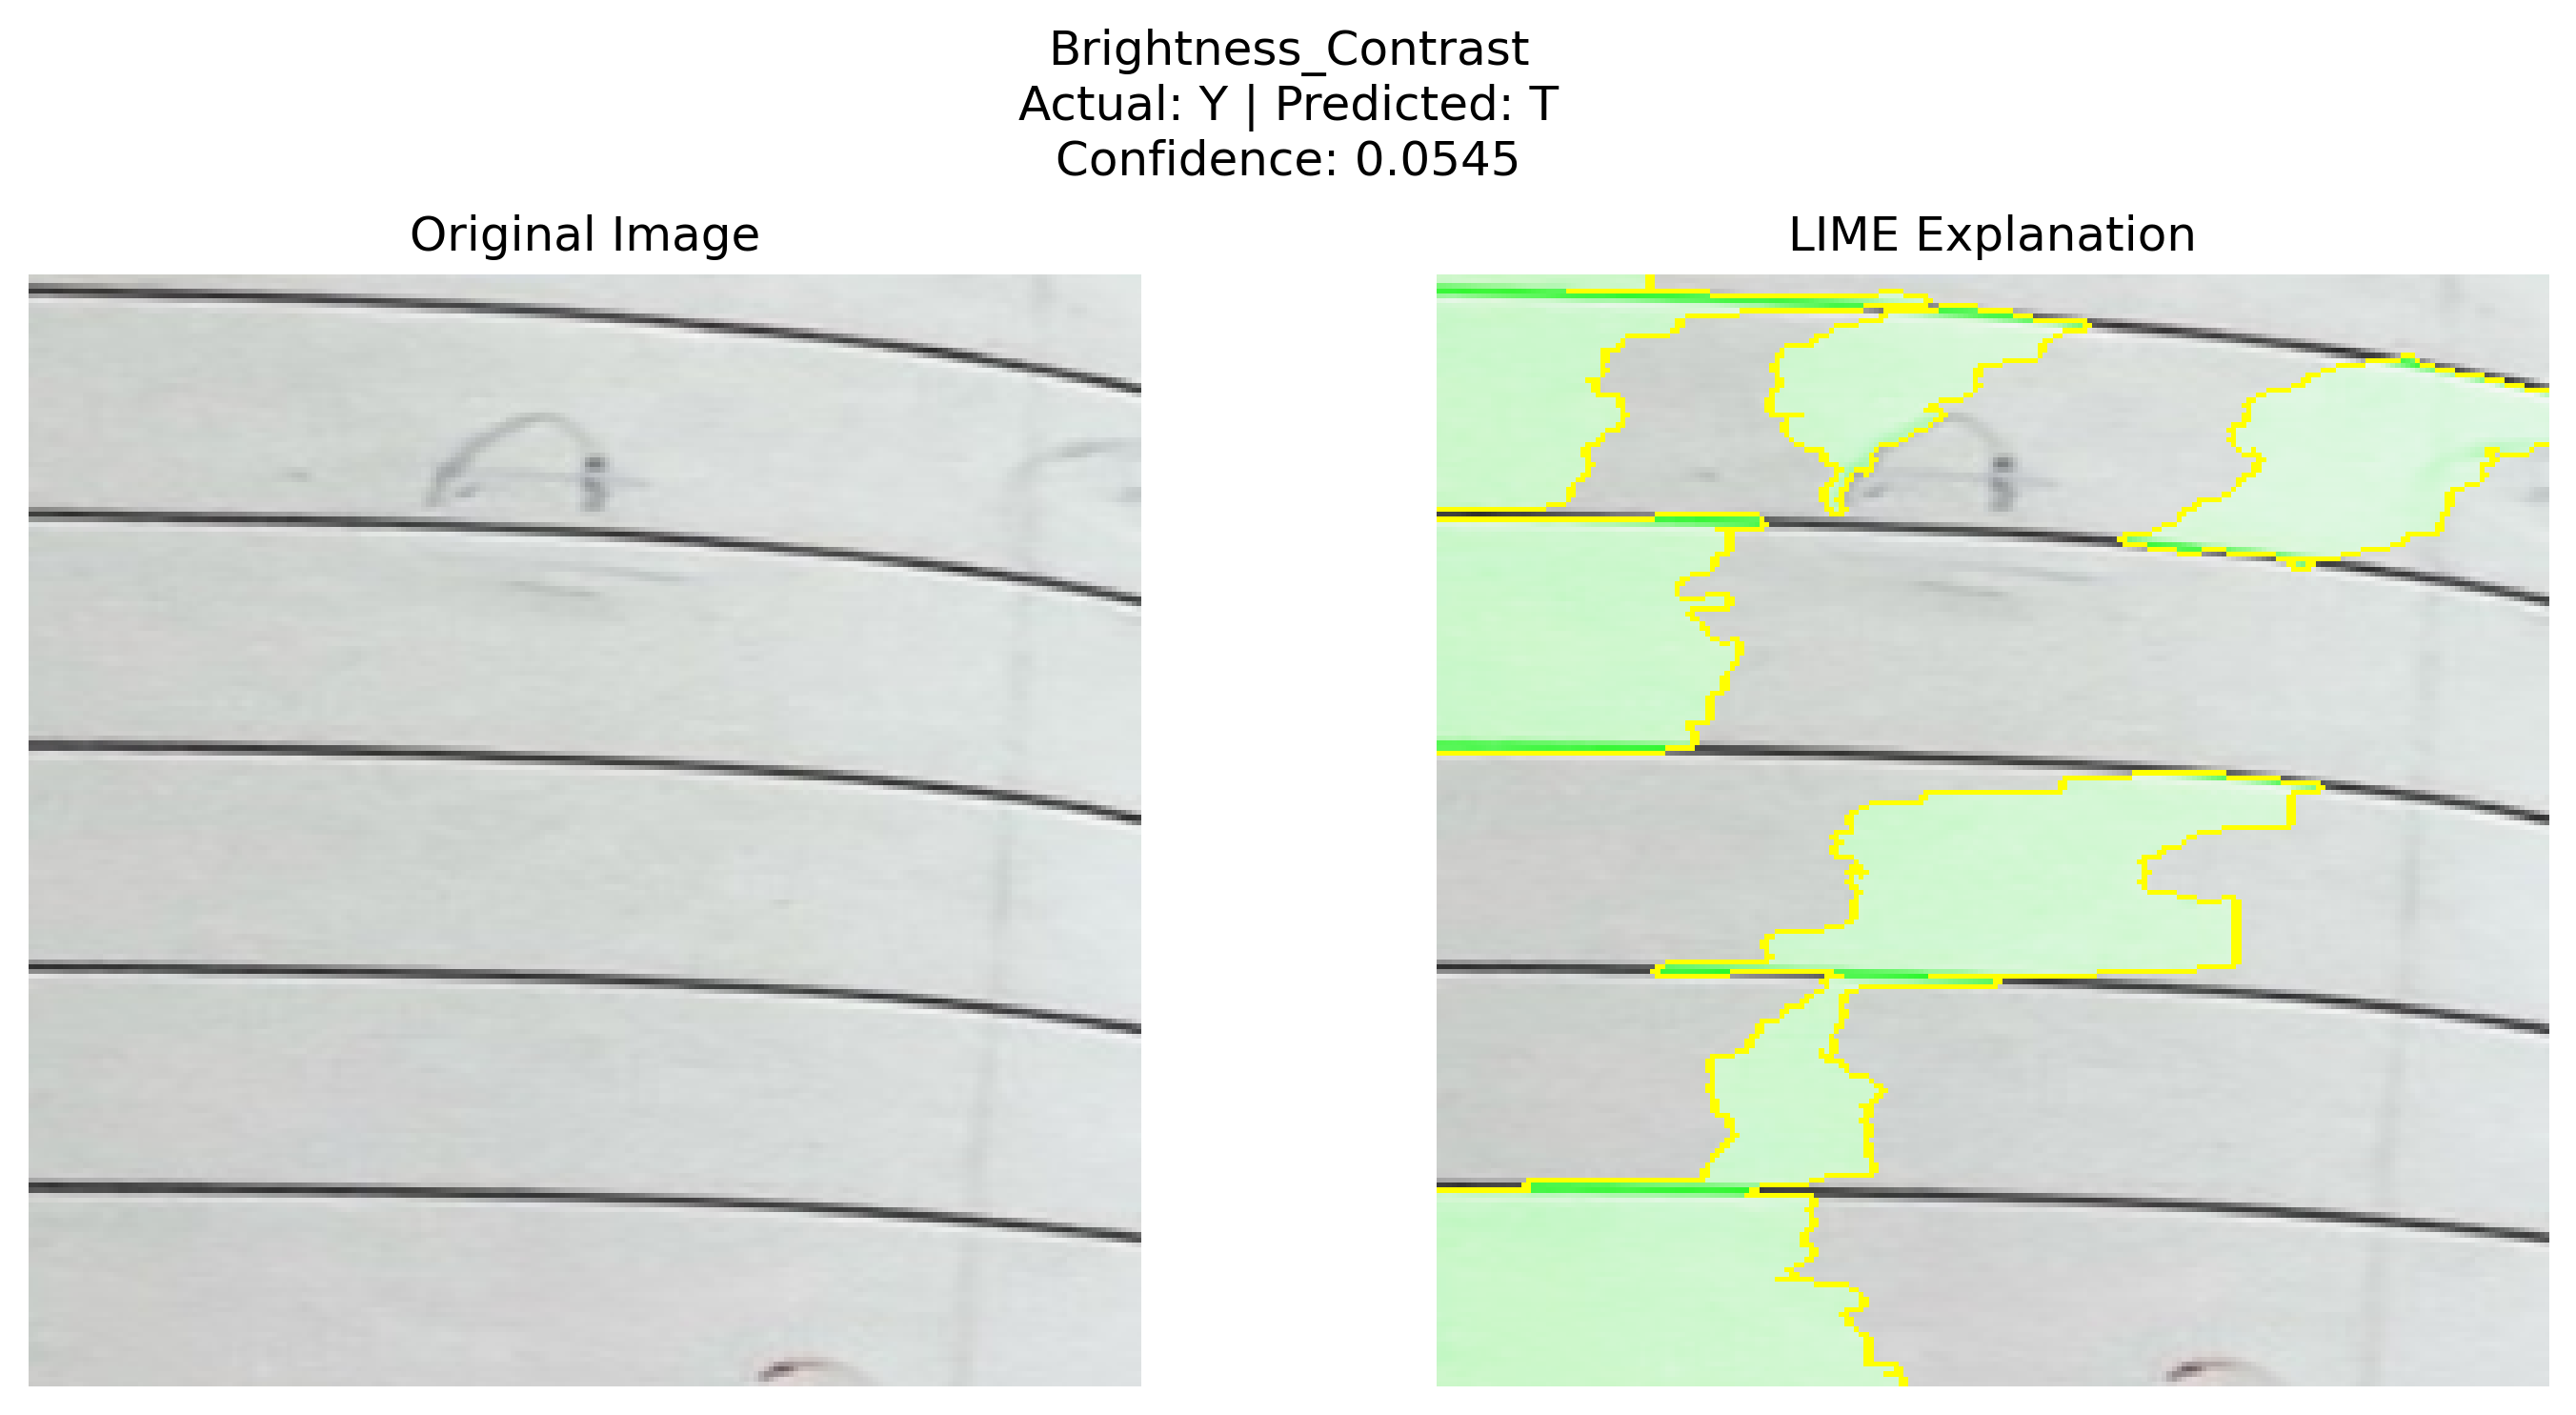 Brightness_Contrast
Actual: Y | Predicted: T
Confidence: 0.0545
Original Image
LIME Explanation